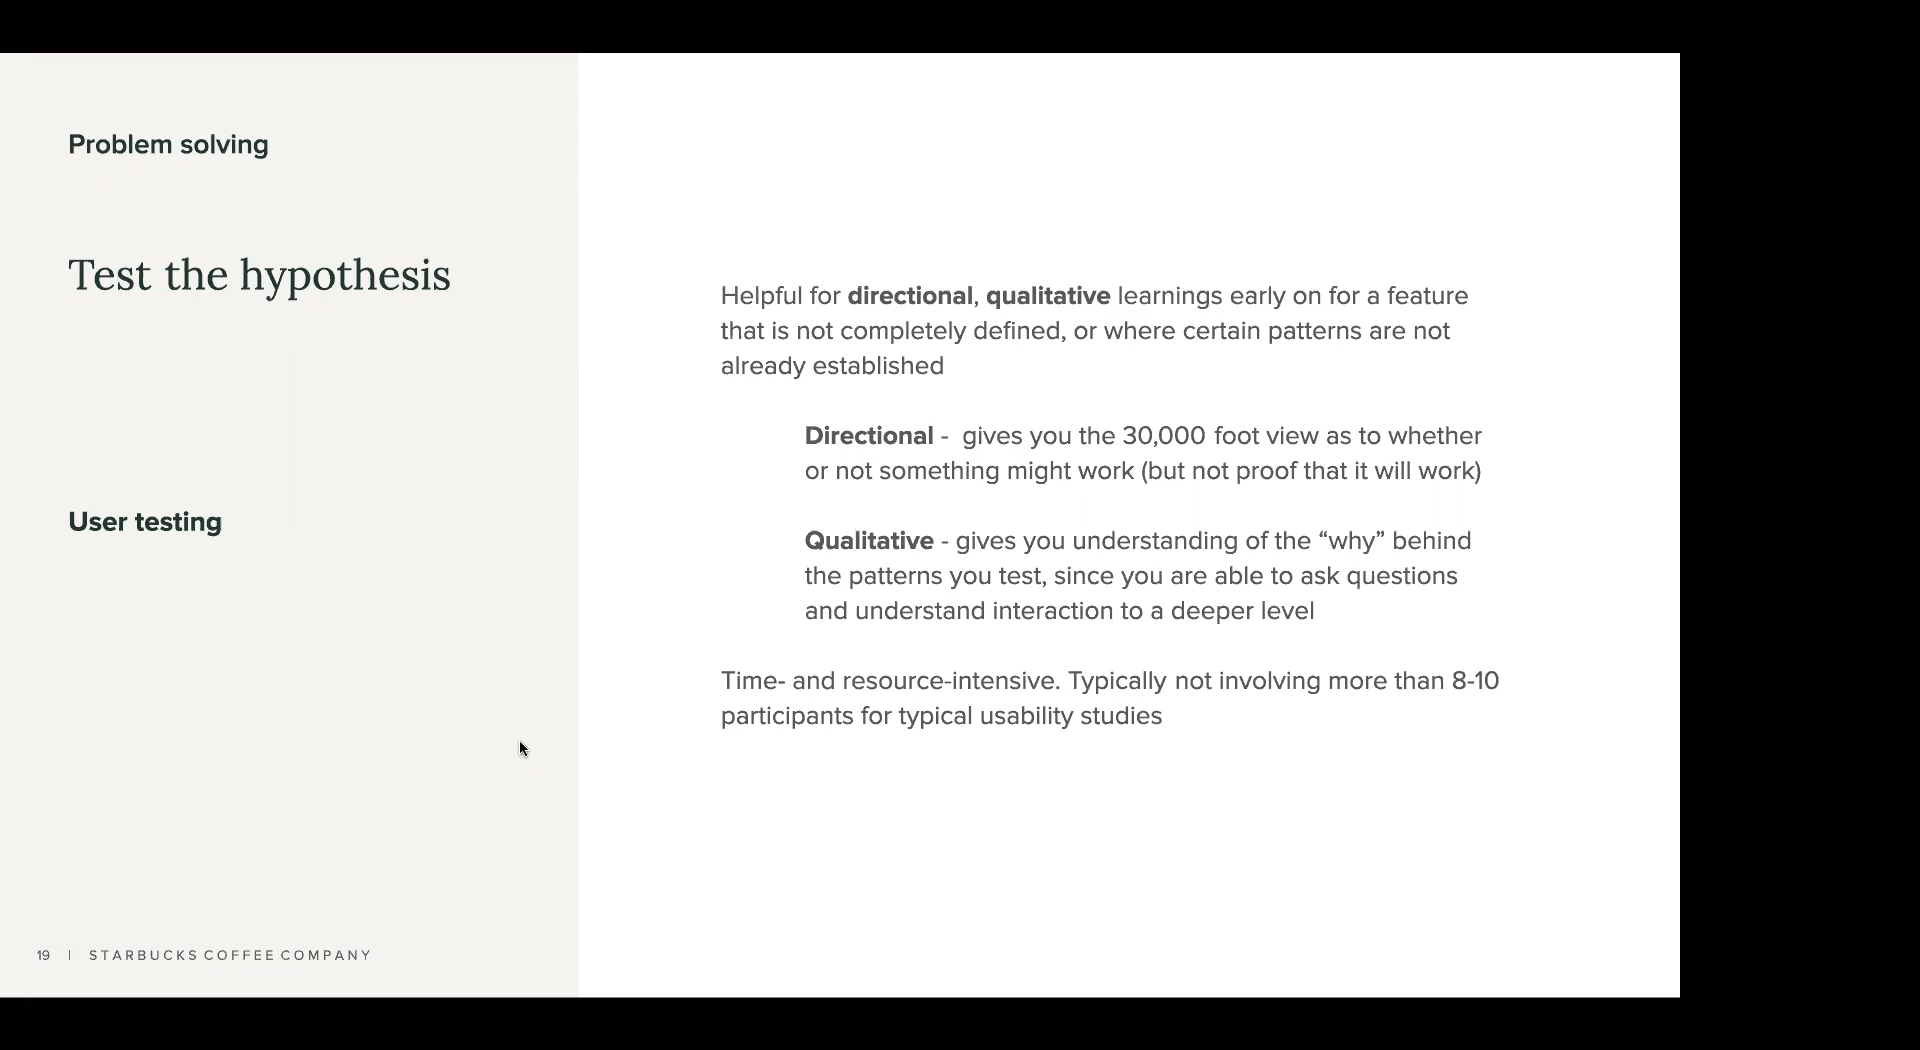 Problem solving
Test the hypothesis
User testing
Helpful for directional, qualitative learnings early on for a feature
that is not completely defined, or where certain patterns are not
already established
Directional -  gives you the 30,000 foot view as to whether
or not something might work (but not proof that it will work)
Qualitative - gives you understanding of the “why” behind
the patterns you test, since you are able to ask questions
and understand interaction to a deeper level
Time- and resource-intensive. Typically not involving more than 8-10
participants for typical usability studies
19 | STARBUCKS COFFEE COMPANY